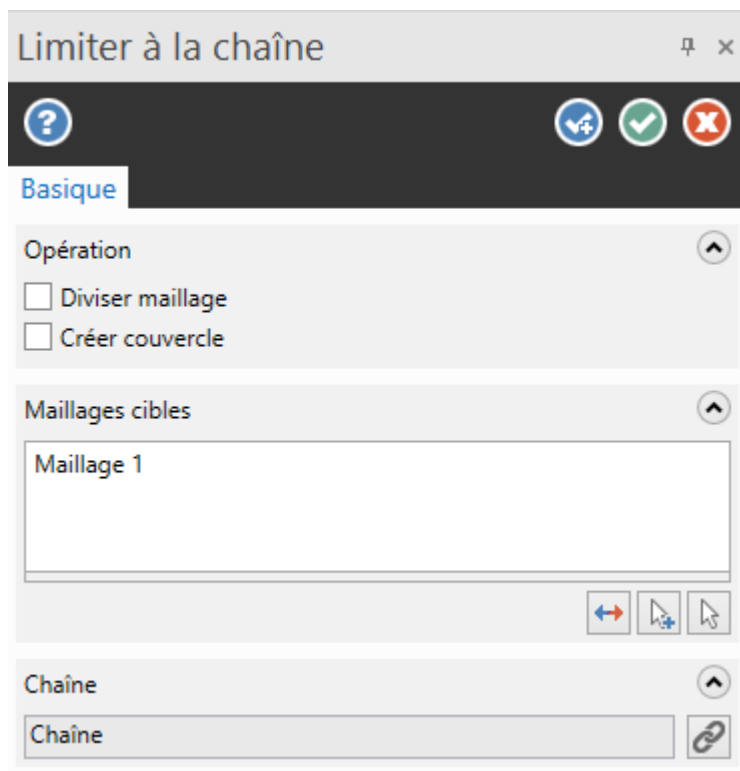 Limiter à la chaîne
Basique
Opération
Diviser maillage
Créer couvercle
Maillages cibles
Maillage 1
Chaîne
Chaîne